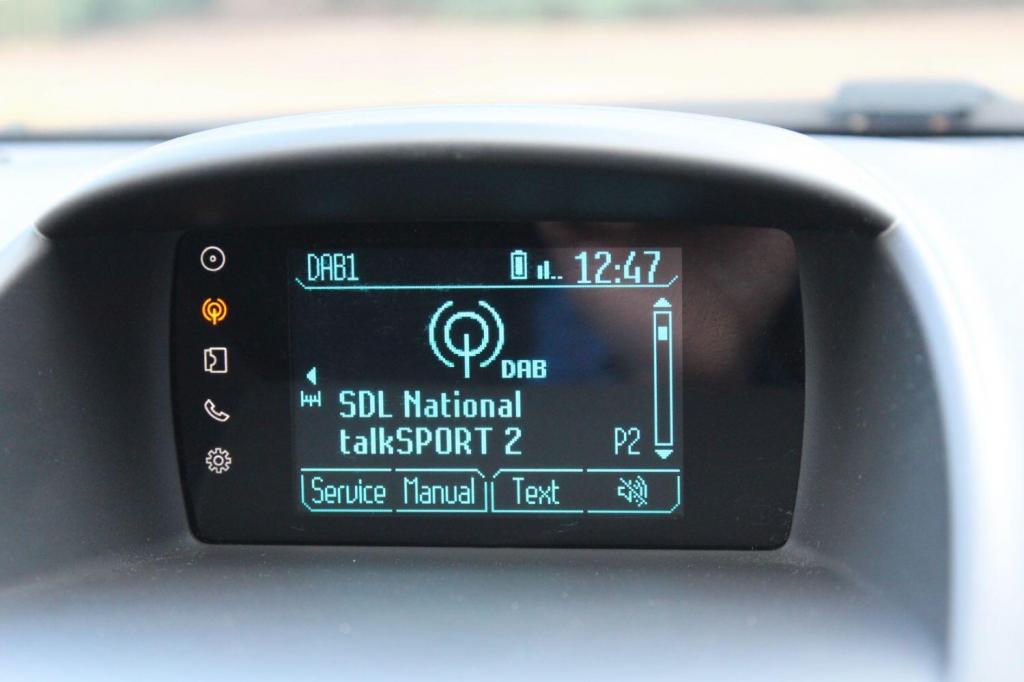 DAB1 12:47
DAB
SDL National
talkSPORT 2 P2
Service Manual Text